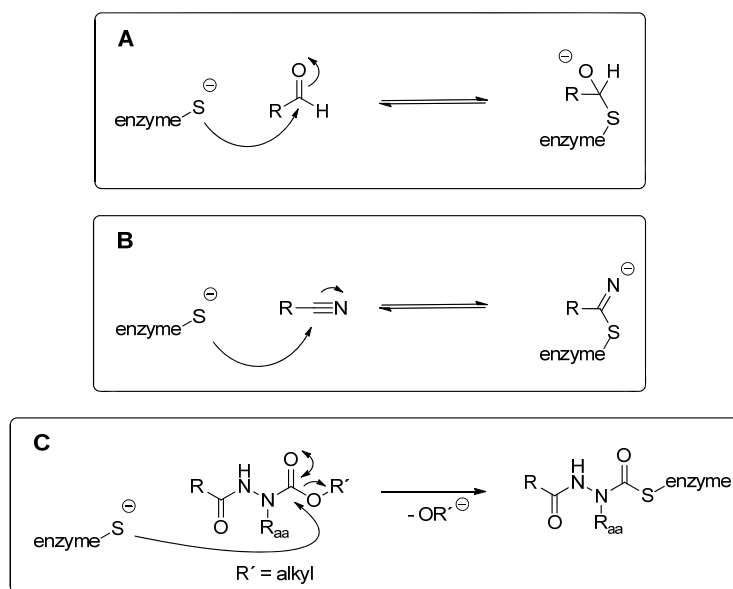 A
enzyme S ⊖ R O H ⊖ O H R S enzyme
B
enzyme S ⊖ R N R N ⊖ S enzyme
C
enzyme S ⊖ R O H N N Raa O O R´ - OR´ ⊖ R O H N N Raa O S enzyme
R´ = alkyl